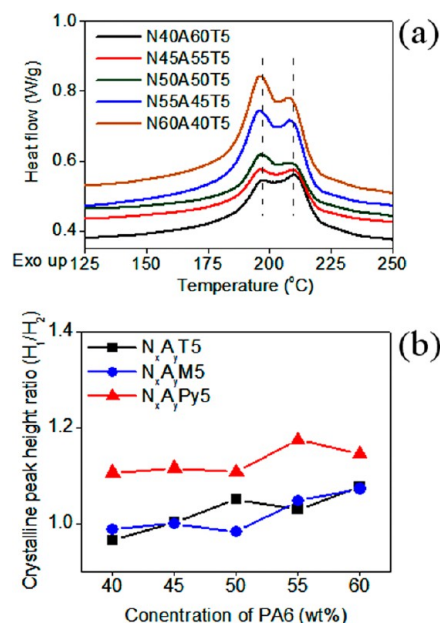 (a)
N40A60T5
N45A55T5
N50A50T5
N55A45T5
N60A40T5
Heat flow (W/g)
1.0
0.8
0.6
0.4
Exo up
125 150 175 200 225 250
Temperature (°C)
(b)
NxAyT5
NxAyM5
NxAyPy5
Crystalline peak height ratio (H1/H2)
1.4
1.2
1.0
40 45 50 55 60
Conentration of PA6 (wt%)